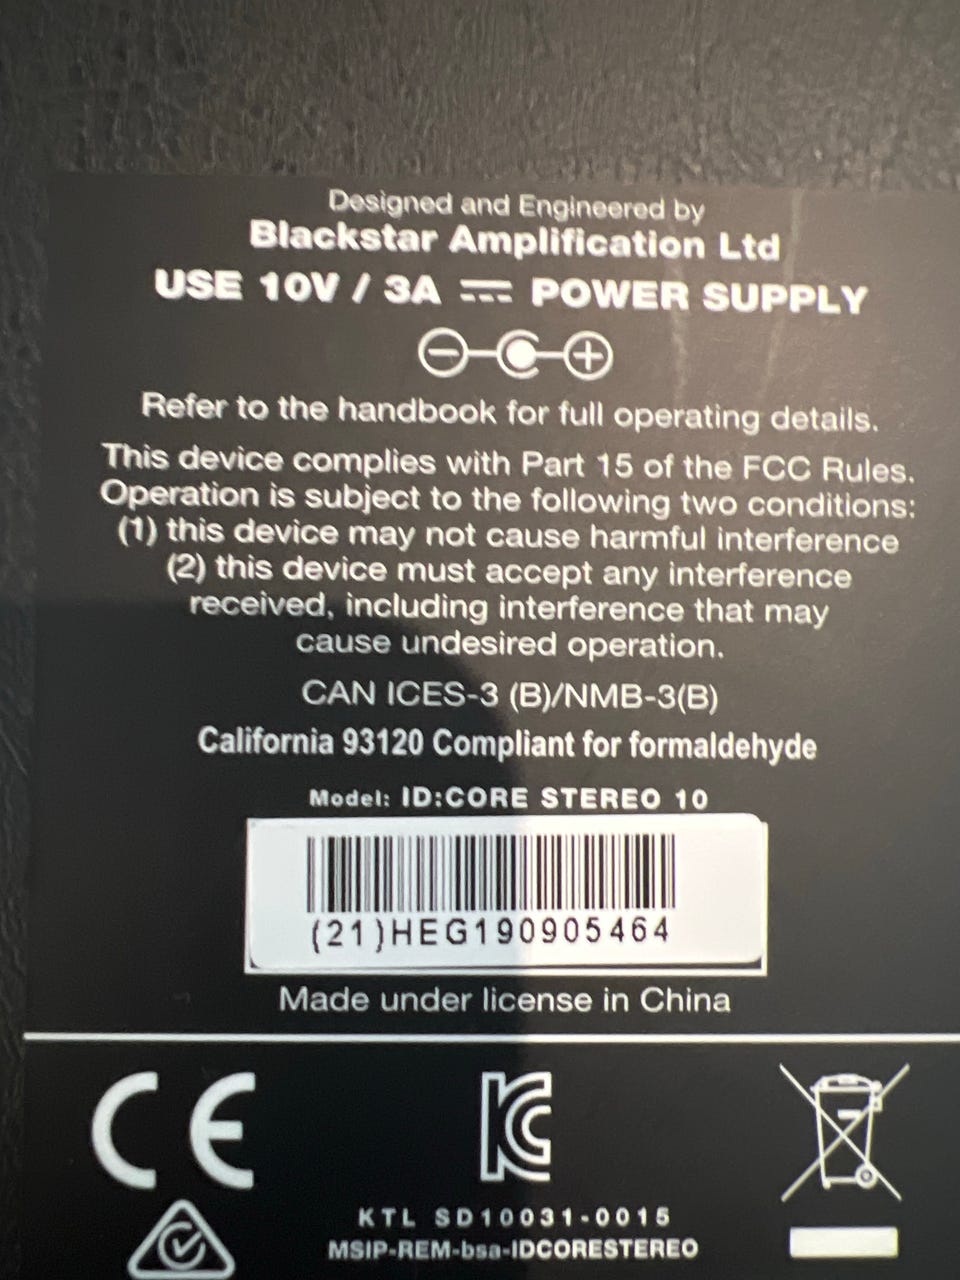 Designed and Engineered by
Blackstar Amplification Ltd
USE 10V / 3A ⎓ POWER SUPPLY
Refer to the handbook for full operating details.
This device complies with Part 15 of the FCC Rules.
Operation is subject to the following two conditions:
(1) this device may not cause harmful interference
(2) this device must accept any interference
received, including interference that may
cause undesired operation.
CAN ICES-3 (B)/NMB-3(B)
California 93120 Compliant for formaldehyde
Model: ID:CORE STEREO 10
(21)HEG190905464
Made under license in China
CE
KC
KTL SD10031-0015
MSIP-REM-bsa-IDCORESTEREO